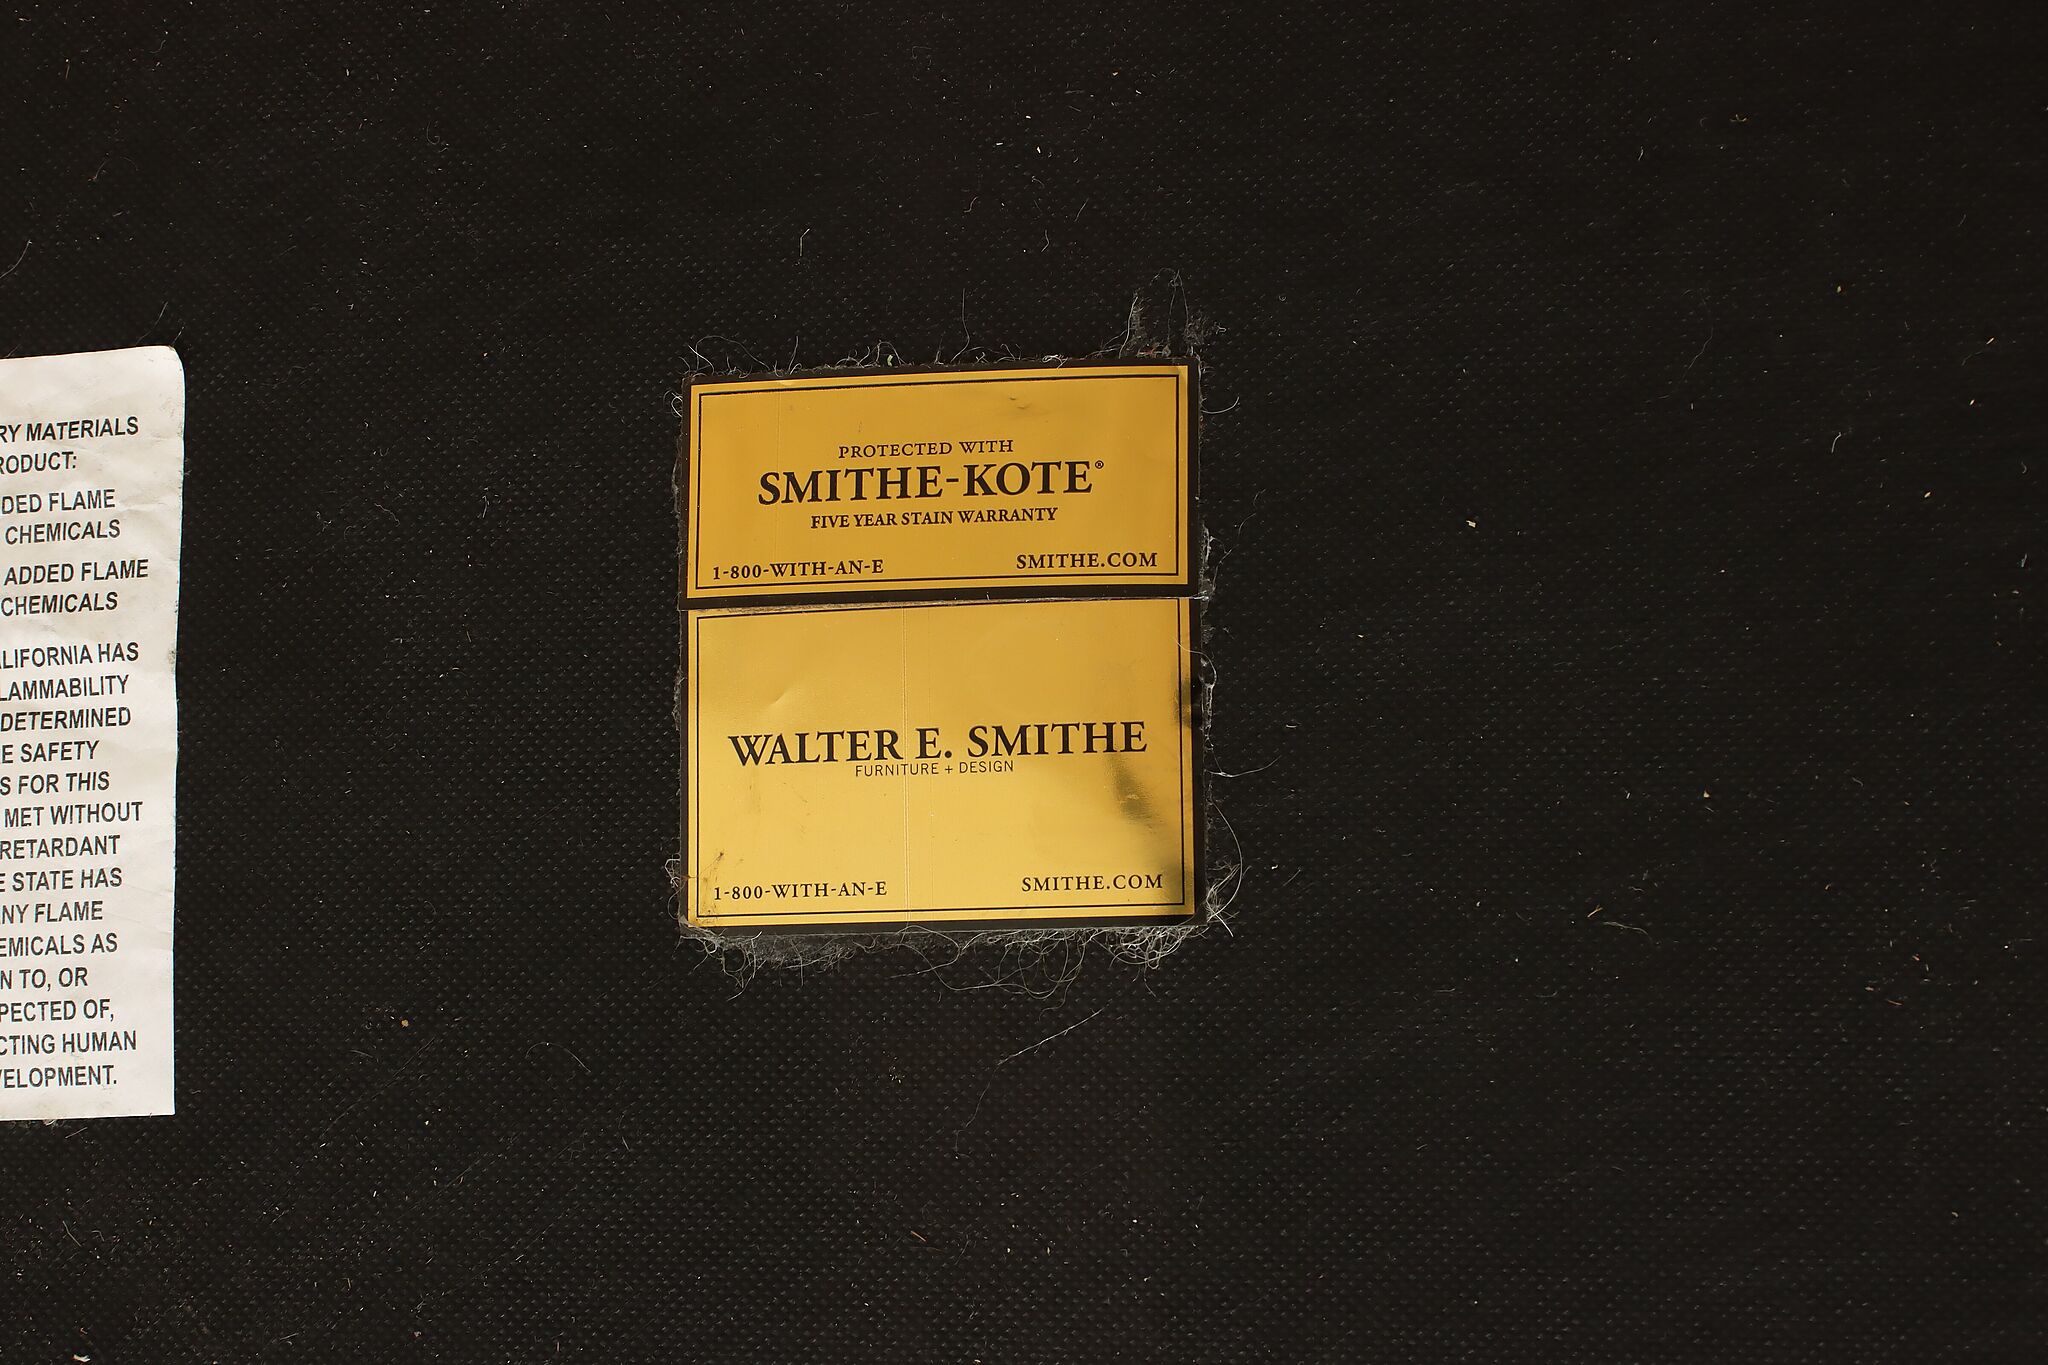 RY MATERIALS
RODUCT:
DED FLAME
CHEMICALS
ADDED FLAME
CHEMICALS
ALIFORNIA HAS
LAMMABILITY
DETERMINED
E SAFETY
S FOR THIS
MET WITHOUT
RETARDANT
E STATE HAS
NY FLAME
EMICALS AS
N TO, OR
PECTED OF,
CTING HUMAN
VELOPMENT.
PROTECTED WITH
SMITHE-KOTE®
FIVE YEAR STAIN WARRANTY
1-800-WITH-AN-E SMITHE.COM
WALTER E. SMITHE
FURNITURE + DESIGN
1-800-WITH-AN-E SMITHE.COM